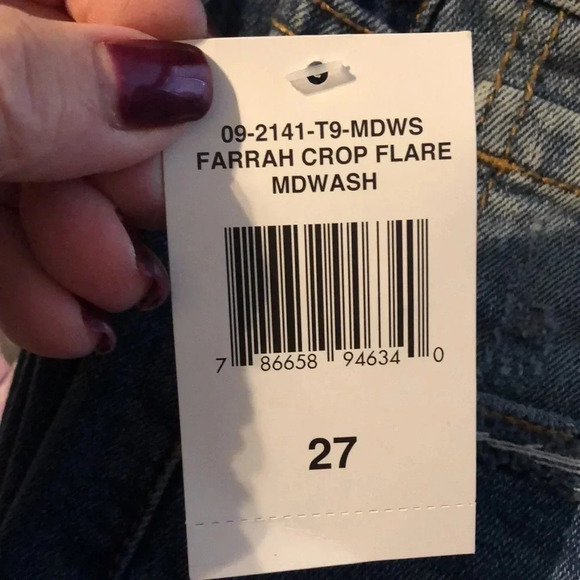 09-2141-T9-MDWS
FARRAH CROP FLARE
MDWASH
7 86658 94634 0
27